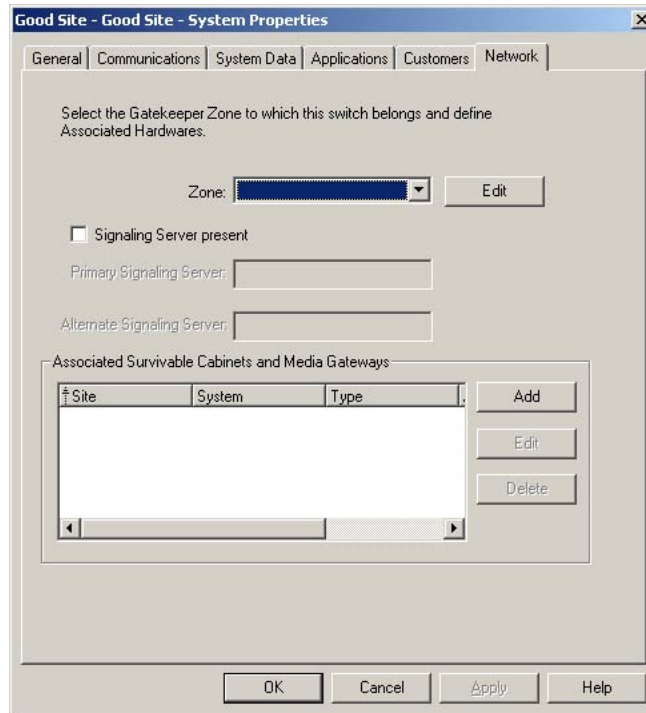 Good Site - Good Site - System Properties
General Communications System Data Applications Customers Network
Select the Gatekeeper Zone to which this switch belongs and define
Associated Hardwares.
Zone: Edit
Signaling Server present
Primary Signaling Server:
Alternate Signaling Server:
Associated Survivable Cabinets and Media Gateways
Site System Type Add
Edit
Delete
OK Cancel Apply Help